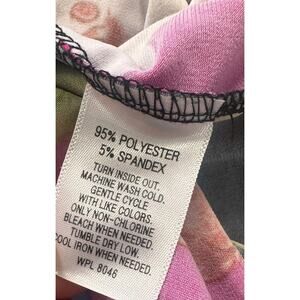 95% POLYESTER
5% SPANDEX
TURN INSIDE OUT.
MACHINE WASH COLD.
GENTLE CYCLE
WITH LIKE COLORS.
ONLY NON-CHLORINE
BLEACH WHEN NEEDED.
TUMBLE DRY LOW.
COOL IRON WHEN NEEDED.
WPL 8046